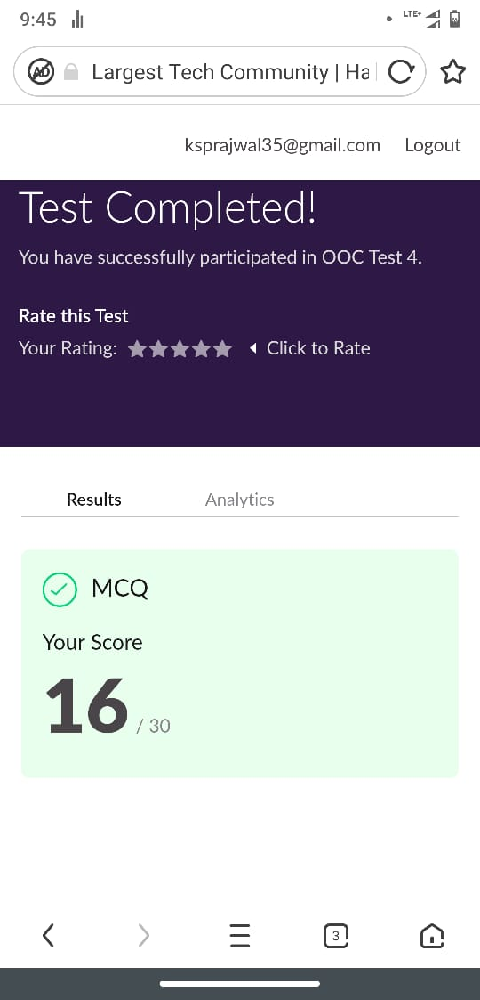 9:45
LTE+
AD
Largest Tech Community | Ha
ksprajwal35@gmail.com Logout
Test Completed!
You have successfully participated in OOC Test 4.
Rate this Test
Your Rating: Click to Rate
Results Analytics
MCQ
Your Score
16 / 30
3